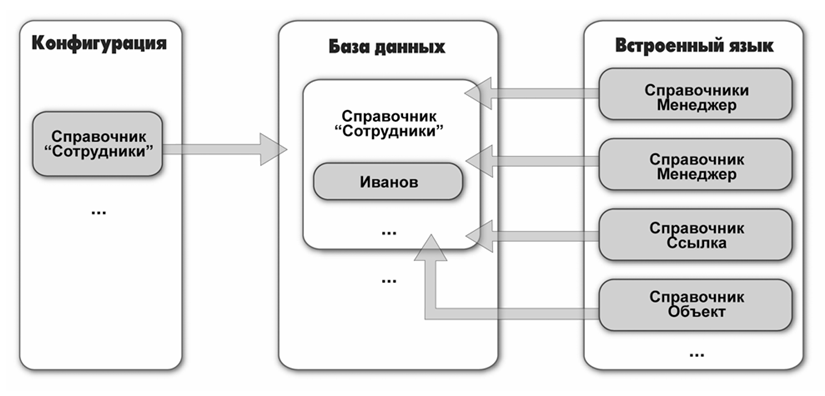 Конфигурация
Справочник
“Сотрудники”
...
База данных
Справочник
“Сотрудники”
Иванов
...
...
Встроенный язык
Справочники
Менеджер
Справочник
Менеджер
Справочник
Ссылка
Справочник
Объект
...